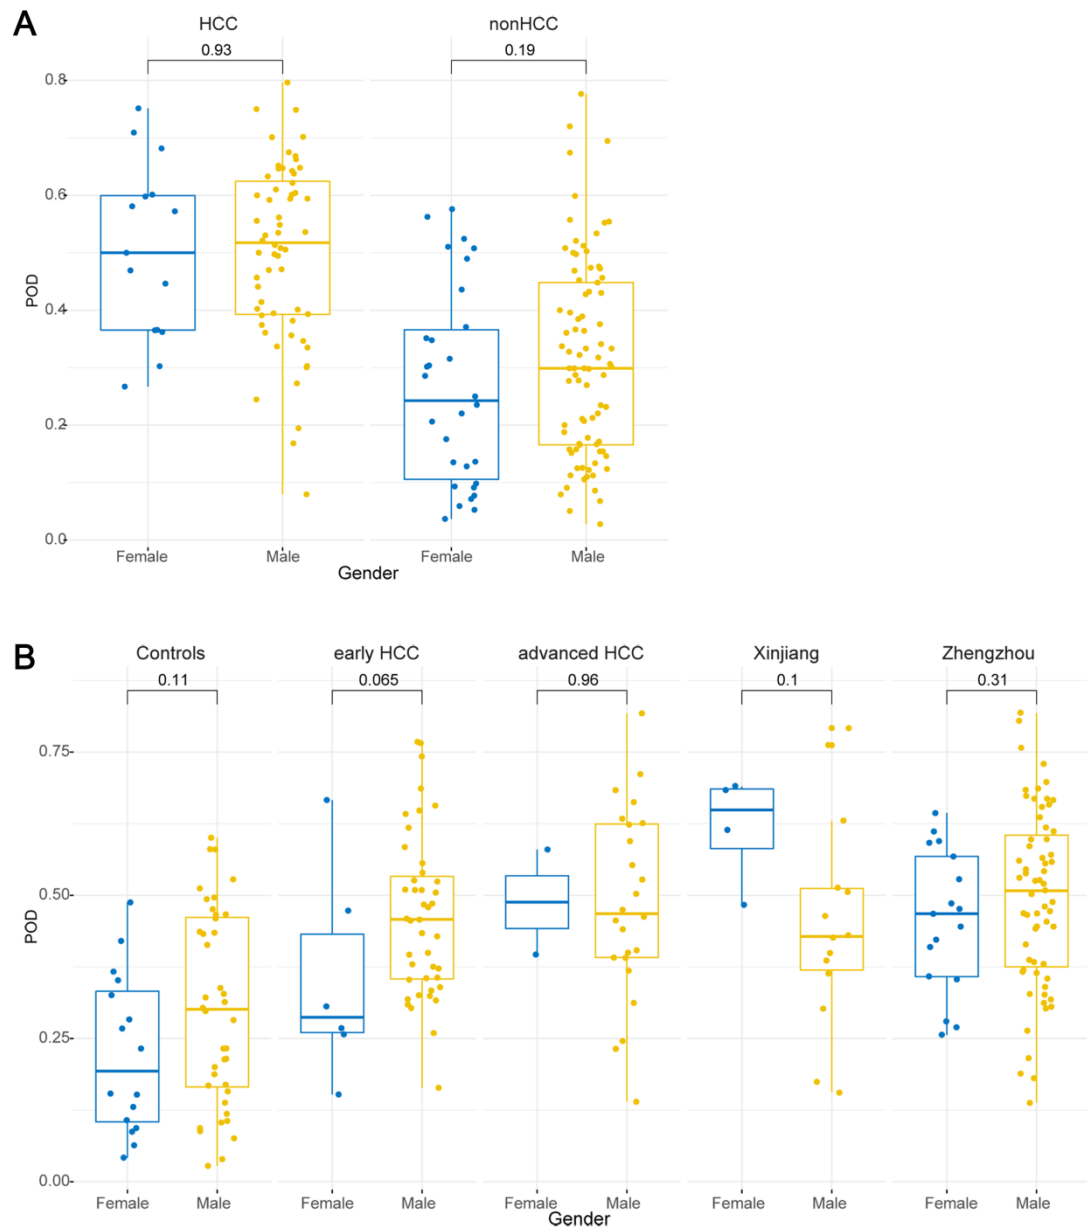 A
HCC nonHCC
0.93 0.19
0.8
0.6
POD
0.4
0.2
0.0
Female Male Female Male
Gender
B
Controls early HCC advanced HCC Xinjiang Zhengzhou
0.11 0.065 0.96 0.1 0.31
0.75
0.50
POD
0.25
0.00
Female Male Female Male Female Male Female Male Female Male
Gender